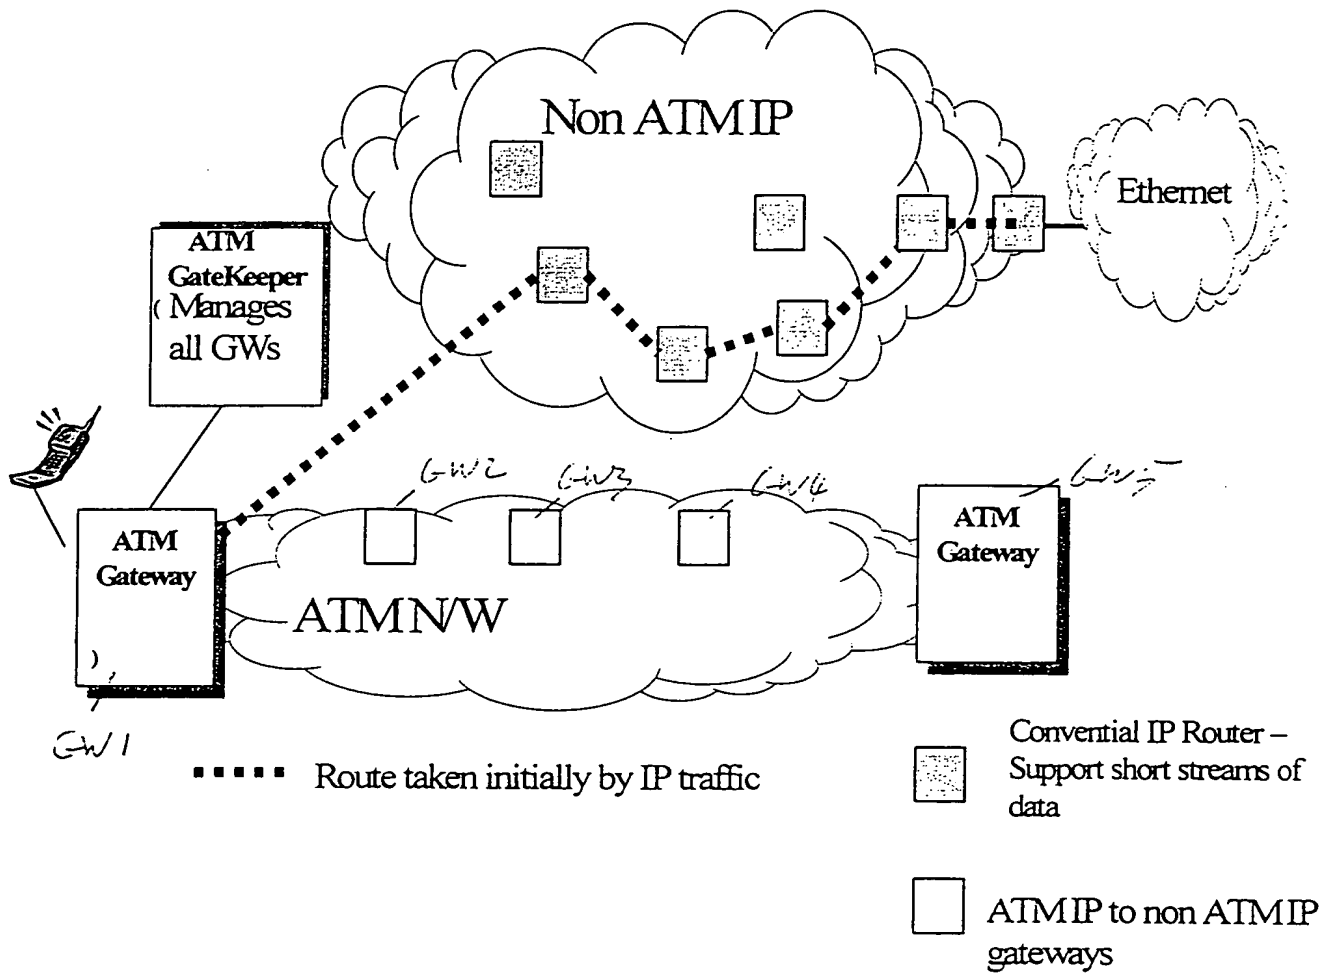 Non ATM IP
Ethernet
ATM
GateKeeper
( Manages
all GWs
GW2
GW3
GW4
GW5
ATM
Gateway
)
ATM
Gateway
ATM N/W
GW1
Route taken initially by IP traffic
Convential IP Router –
Support short streams of
data
ATM IP to non ATM IP
gateways